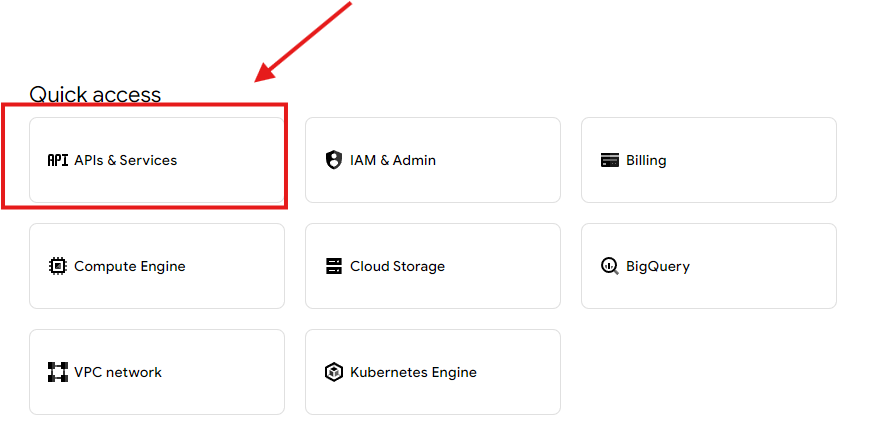 Quick access
API APIs & Services
IAM & Admin
Billing
Compute Engine
Cloud Storage
BigQuery
VPC network
Kubernetes Engine